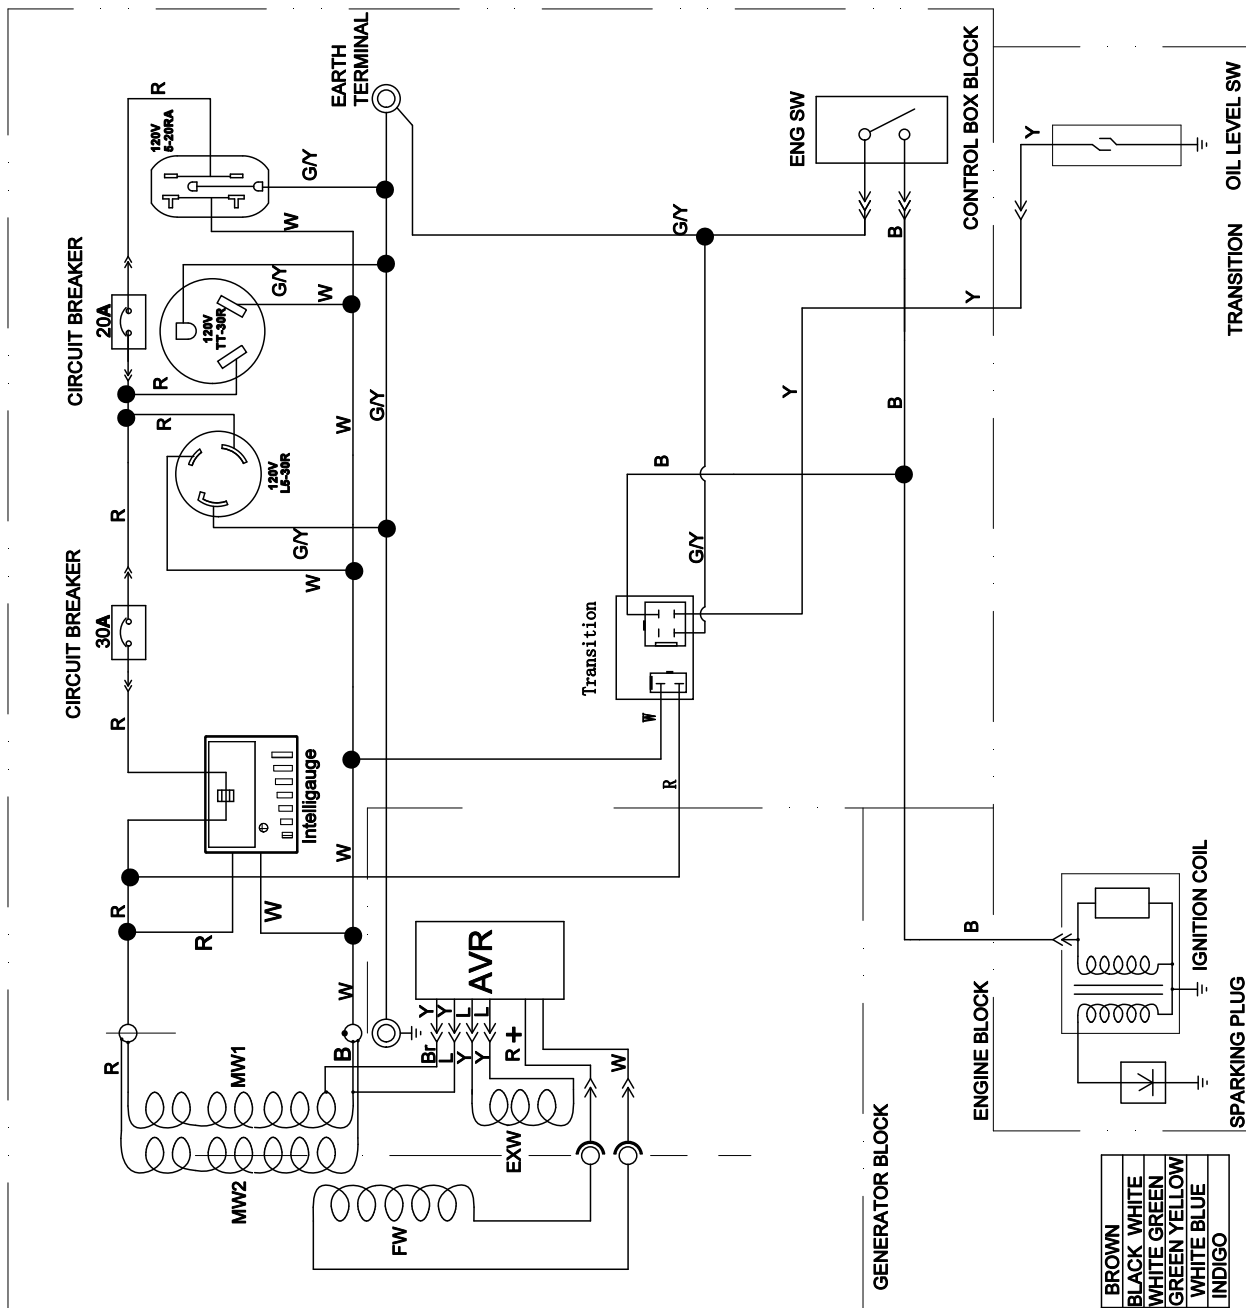 R
120V
5-20RA
G/Y
W
EARTH
TERMINAL
ENG SW
CONTROL BOX BLOCK
Y
OIL LEVEL SW
TRANSITION
CIRCUIT BREAKER
20A
120V
TT-30R
G/Y
W
R
R
120V
L5-30R
G/Y
W
W
G/Y
G/Y
B
Y
Y
B
B
G/Y
R
CIRCUIT BREAKER
30A
R
Transition
W
R
Intelligauge
W
R
R
W
W
AVR
Y
Y
L
L
Br
L
Y
Y
R
+
W
R
B
MW1
MW2
EXW
FW
GENERATOR BLOCK
ENGINE BLOCK
B
IGNITION COIL
SPARKING PLUG
BROWN
BLACK WHITE
WHITE GREEN
GREEN YELLOW
WHITE BLUE
INDIGO